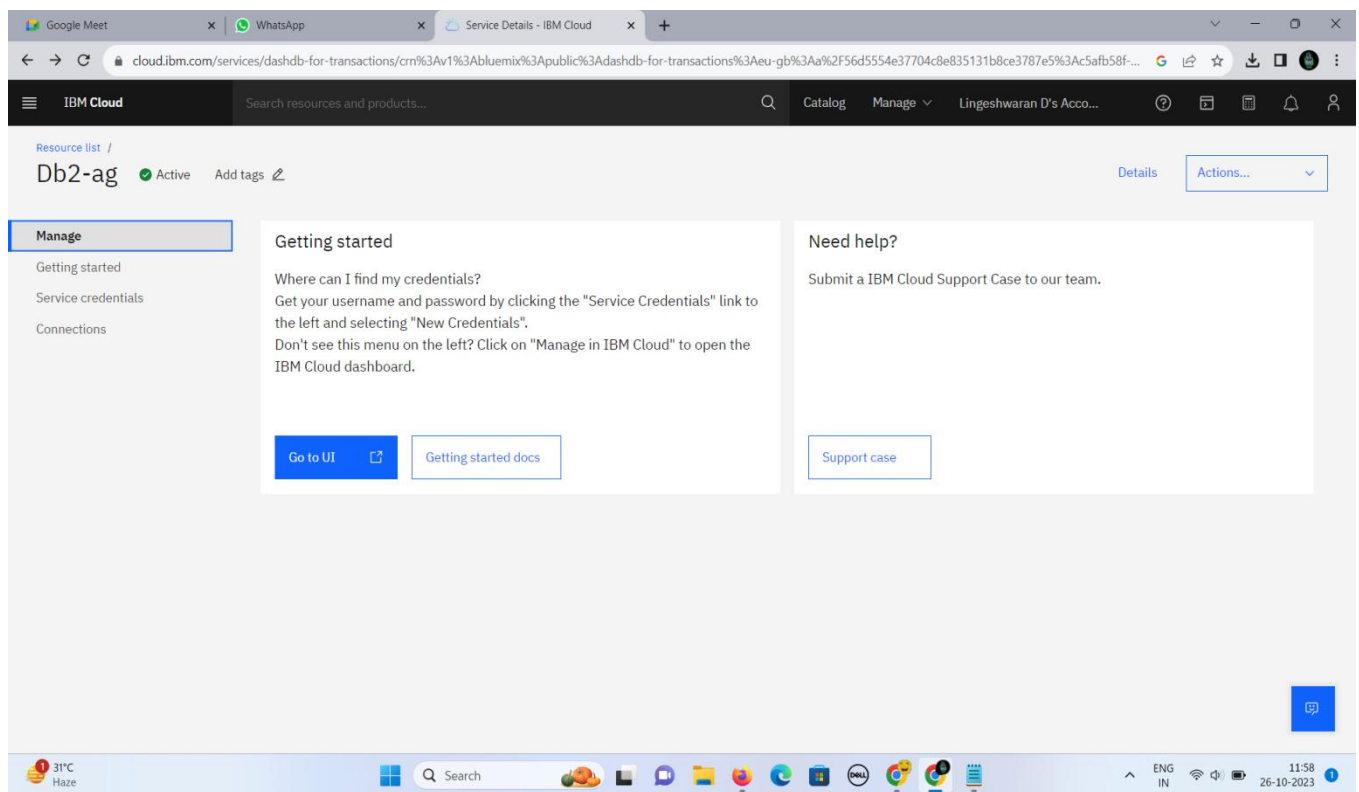 Google Meet
WhatsApp
Service Details - IBM Cloud
cloud.ibm.com/services/dashdb-for-transactions/crn%3Av1%3Abluemix%3Apublic%3Adashdb-for-transactions%3Aeu-gb%3Aa%2F56d5554e37704c8e835131b8ce3787e5%3Ac5afb58f-...
IBM Cloud
Search resources and products...
Catalog
Manage
Lingeshwaran D's Acco...
Resource list /
Db2-ag
Active
Add tags
Details
Actions...
Manage
Getting started
Service credentials
Connections
Getting started
Where can I find my credentials?
Get your username and password by clicking the "Service Credentials" link to
the left and selecting "New Credentials".
Don't see this menu on the left? Click on "Manage in IBM Cloud" to open the
IBM Cloud dashboard.
Go to UI
Getting started docs
Need help?
Submit a IBM Cloud Support Case to our team.
Support case
1
31°C
Haze
Search
DELL
ENG
IN
11:58
26-10-2023
1